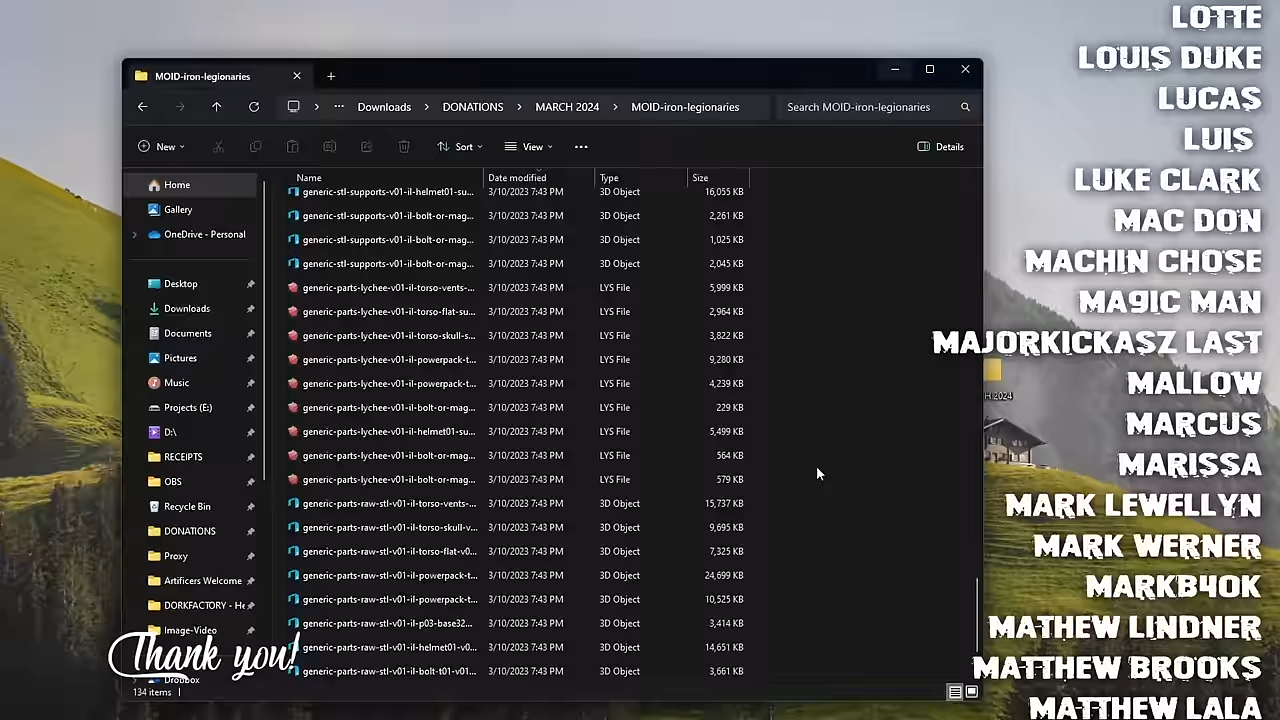 MOID-iron-legionaries
Downloads
DONATIONS
MARCH 2024
MOID-iron-legionaries
Search MOID-iron-legionaries
New
Sort
View
Details
Name Date modified Type Size
Home
Gallery
OneDrive - Personal
Desktop
Downloads
Documents
Pictures
Music
Projects (E:)
D:\
RECEIPTS
OBS
Recycle Bin
DONATIONS
Proxy
Artificers Welcome
DORKFACTORY - He
Image-Video
Dropbox
generic-stl-supports-v01-il-helmet01-su... 3/10/2023 7:43 PM 3D Object 16,055 KB
generic-stl-supports-v01-il-bolt-or-mag... 3/10/2023 7:43 PM 3D Object 2,261 KB
generic-stl-supports-v01-il-bolt-or-mag... 3/10/2023 7:43 PM 3D Object 1,025 KB
generic-stl-supports-v01-il-bolt-or-mag... 3/10/2023 7:43 PM 3D Object 2,045 KB
generic-parts-lychee-v01-il-torso-vents-... 3/10/2023 7:43 PM LYS File 5,999 KB
generic-parts-lychee-v01-il-torso-flat-su... 3/10/2023 7:43 PM LYS File 2,964 KB
generic-parts-lychee-v01-il-torso-skull-s... 3/10/2023 7:43 PM LYS File 3,822 KB
generic-parts-lychee-v01-il-powerpack-t... 3/10/2023 7:43 PM LYS File 9,280 KB
generic-parts-lychee-v01-il-powerpack-t... 3/10/2023 7:43 PM LYS File 4,239 KB
generic-parts-lychee-v01-il-bolt-or-mag... 3/10/2023 7:43 PM LYS File 229 KB
generic-parts-lychee-v01-il-helmet01-su... 3/10/2023 7:43 PM LYS File 5,499 KB
generic-parts-lychee-v01-il-bolt-or-mag... 3/10/2023 7:43 PM LYS File 564 KB
generic-parts-lychee-v01-il-bolt-or-mag... 3/10/2023 7:43 PM LYS File 579 KB
generic-parts-raw-stl-v01-il-torso-vents-... 3/10/2023 7:43 PM 3D Object 15,737 KB
generic-parts-raw-stl-v01-il-torso-skull-v... 3/10/2023 7:43 PM 3D Object 9,695 KB
generic-parts-raw-stl-v01-il-torso-flat-v0... 3/10/2023 7:43 PM 3D Object 7,525 KB
generic-parts-raw-stl-v01-il-powerpack-t... 3/10/2023 7:43 PM 3D Object 24,699 KB
generic-parts-raw-stl-v01-il-powerpack-t... 3/10/2023 7:43 PM 3D Object 10,525 KB
generic-parts-raw-stl-v01-il-p03-base32... 3/10/2023 7:43 PM 3D Object 3,414 KB
generic-parts-raw-stl-v01-il-helmet01-v0... 3/10/2023 7:43 PM 3D Object 14,651 KB
generic-parts-raw-stl-v01-il-bolt-t01-v01... 3/10/2023 7:43 PM 3D Object 3,661 KB
134 items
Thank you!
H 2024
LOTTE
LOUIS DUKE
LUCAS
LUIS
LUKE CLARK
MAC DON
MACHIN CHOSE
MA9IC MAN
MAJORKICKASZ LAST
MALLOW
MARCUS
MARISSA
MARK LEWELLYN
MARK WERNER
MARKB40K
MATHEW LINDNER
MATTHEW BROOKS
MATTHEW LALA